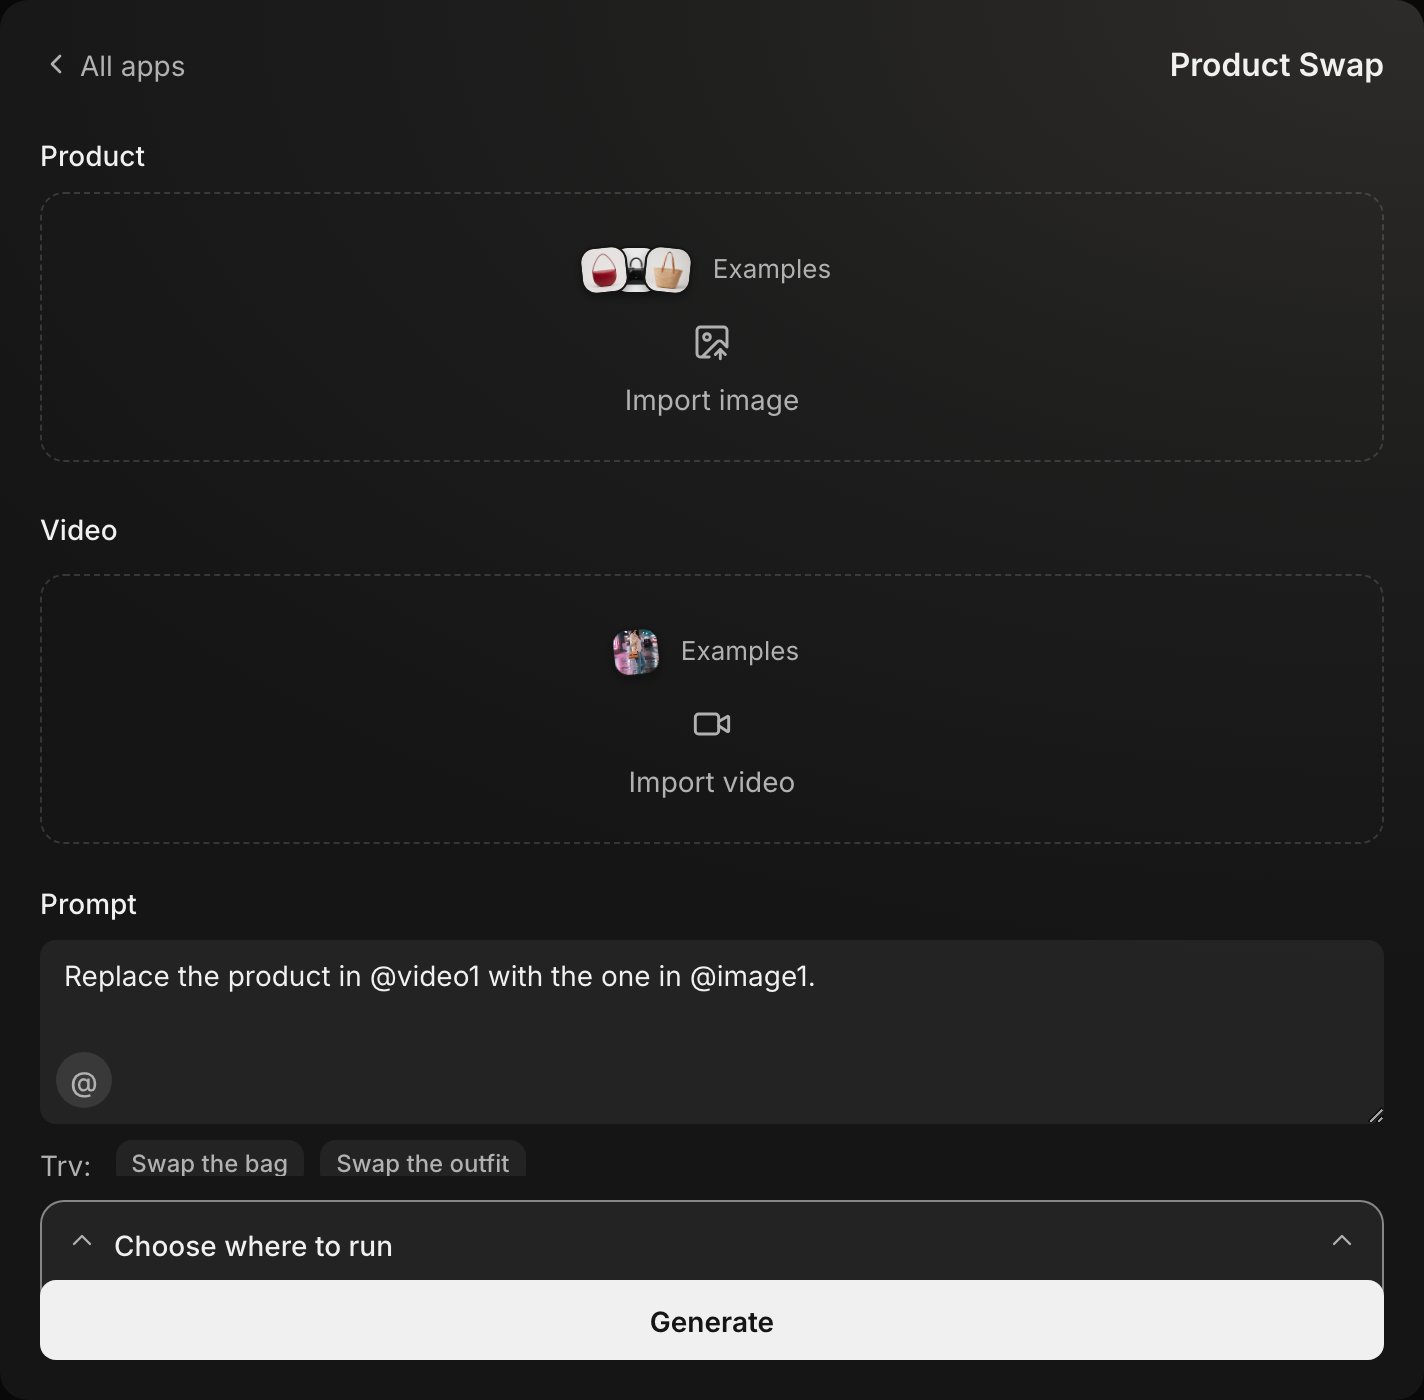 All apps
Product Swap
Product
Examples
Import image
Video
Examples
Import video
Prompt
Replace the product in @video1 with the one in @image1.
@
Try: Swap the bag Swap the outfit
Choose where to run
Generate